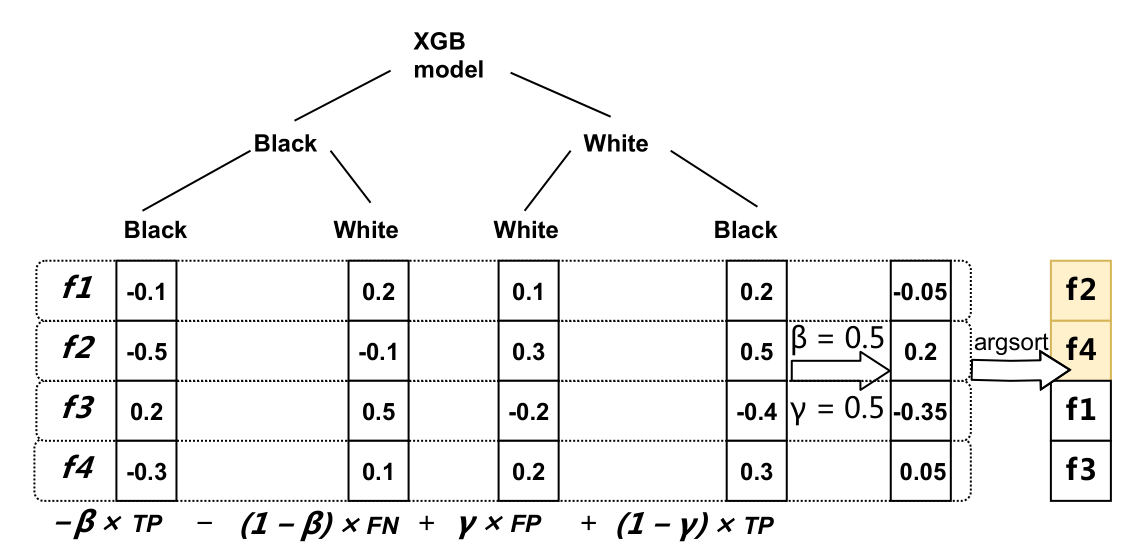 XGB
model
Black White
Black White White Black
f1 -0.1 0.2 0.1 0.2 -0.05 f2
f2 -0.5 -0.1 0.3 0.5 β = 0.5 0.2 argsort f4
f3 0.2 0.5 -0.2 -0.4 γ = 0.5 -0.35 f1
f4 -0.3 0.1 0.2 0.3 0.05 f3
−β × TP − (1 − β) × FN + γ × FP + (1 − γ) × TP